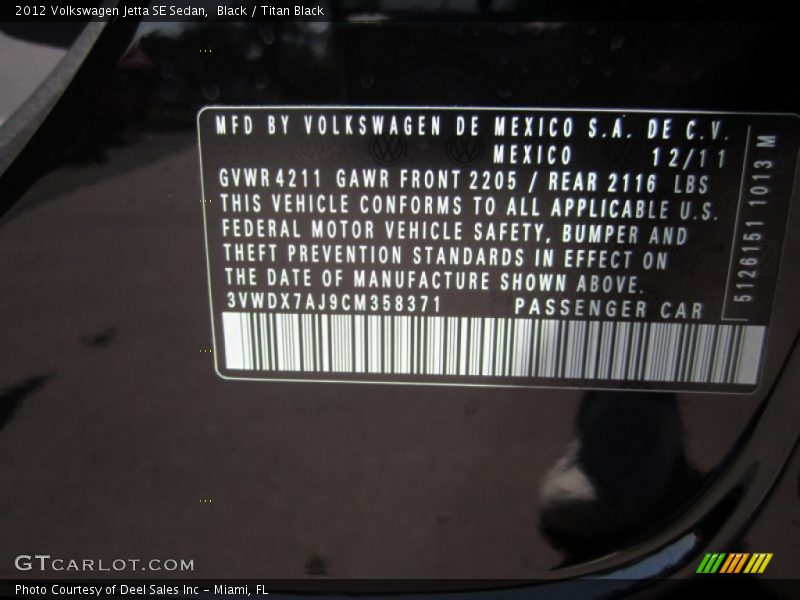 2012 Volkswagen Jetta SE Sedan, Black / Titan Black
MFD BY VOLKSWAGEN DE MEXICO S.A. DE C.V.
MEXICO 12/11
GVWR 4211 GAWR FRONT 2205 / REAR 2116 LBS
THIS VEHICLE CONFORMS TO ALL APPLICABLE U.S.
FEDERAL MOTOR VEHICLE SAFETY, BUMPER AND
THEFT PREVENTION STANDARDS IN EFFECT ON
THE DATE OF MANUFACTURE SHOWN ABOVE.
3VWDX7AJ9CM358371 PASSENGER CAR
5126151 1013 M
GTCARLOT.COM
Photo Courtesy of Deel Sales Inc - Miami, FL